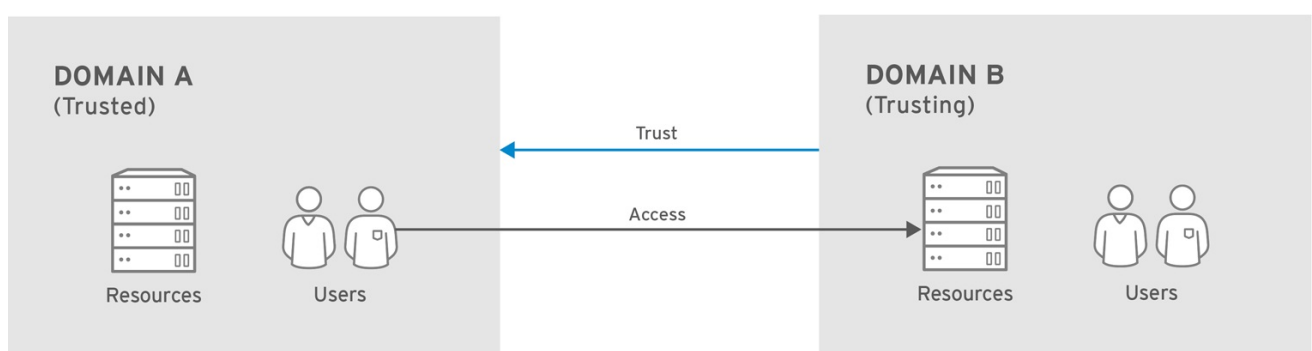 DOMAIN A
(Trusted)
Resources
Users
Trust
Access
DOMAIN B
(Trusting)
Resources
Users